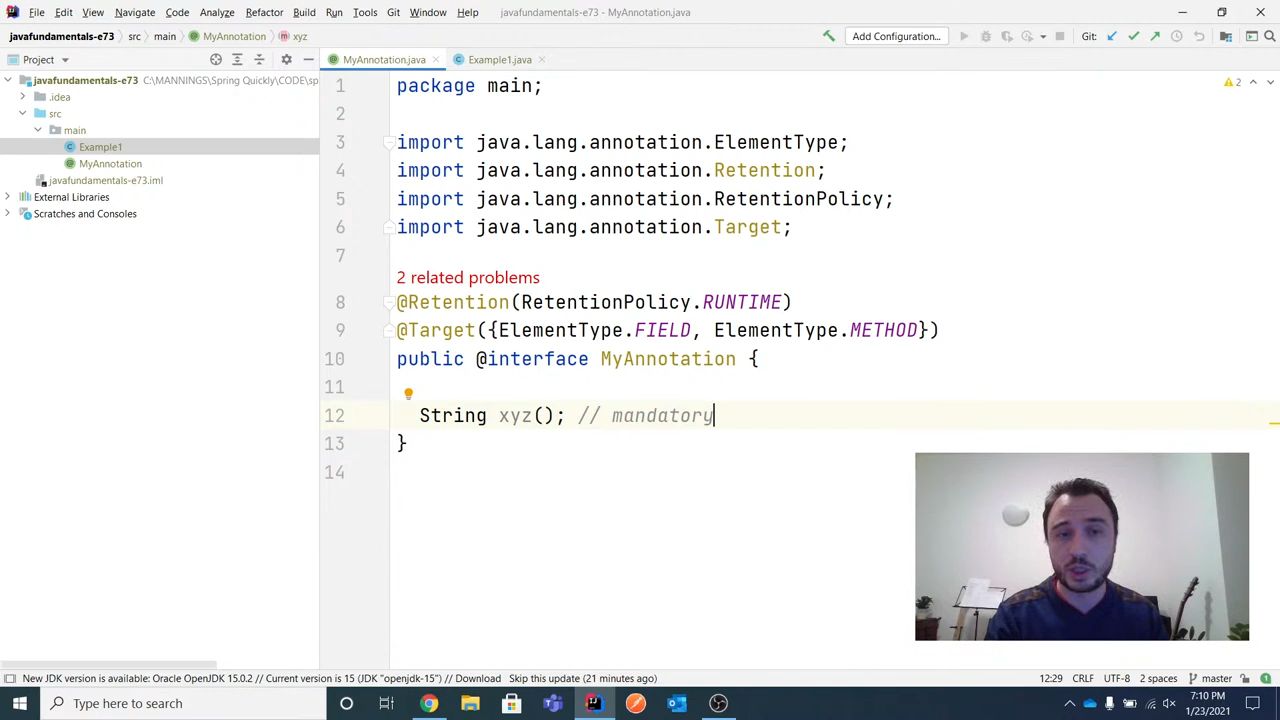 File Edit View Navigate Code Analyze Refactor Build Run Tools Git Window Help javafundamentals-e73 - MyAnnotation.java
javafundamentals-e73 src main MyAnnotation xyz Add Configuration... Git:
Project MyAnnotation.java Example1.java
javafundamentals-e73 C:\MANNINGS\Spring Quickly\CODE\sp
.idea
src
main
Example1
MyAnnotation
javafundamentals-e73.iml
External Libraries
Scratches and Consoles
2
1 package main;
2
3 import java.lang.annotation.ElementType;
4 import java.lang.annotation.Retention;
5 import java.lang.annotation.RetentionPolicy;
6 import java.lang.annotation.Target;
7
2 related problems
8 @Retention(RetentionPolicy.RUNTIME)
9 @Target({ElementType.FIELD, ElementType.METHOD})
10 public @interface MyAnnotation {
11
12 String xyz(); // mandatory
13 }
14
New JDK version is available: Oracle OpenJDK 15.0.2 // Current version is 15 (JDK "openjdk-15") // Download Skip this update (21 minutes ago) 12:29 CRLF UTF-8 2 spaces master
Type here to search
7:10 PM
1/23/2021